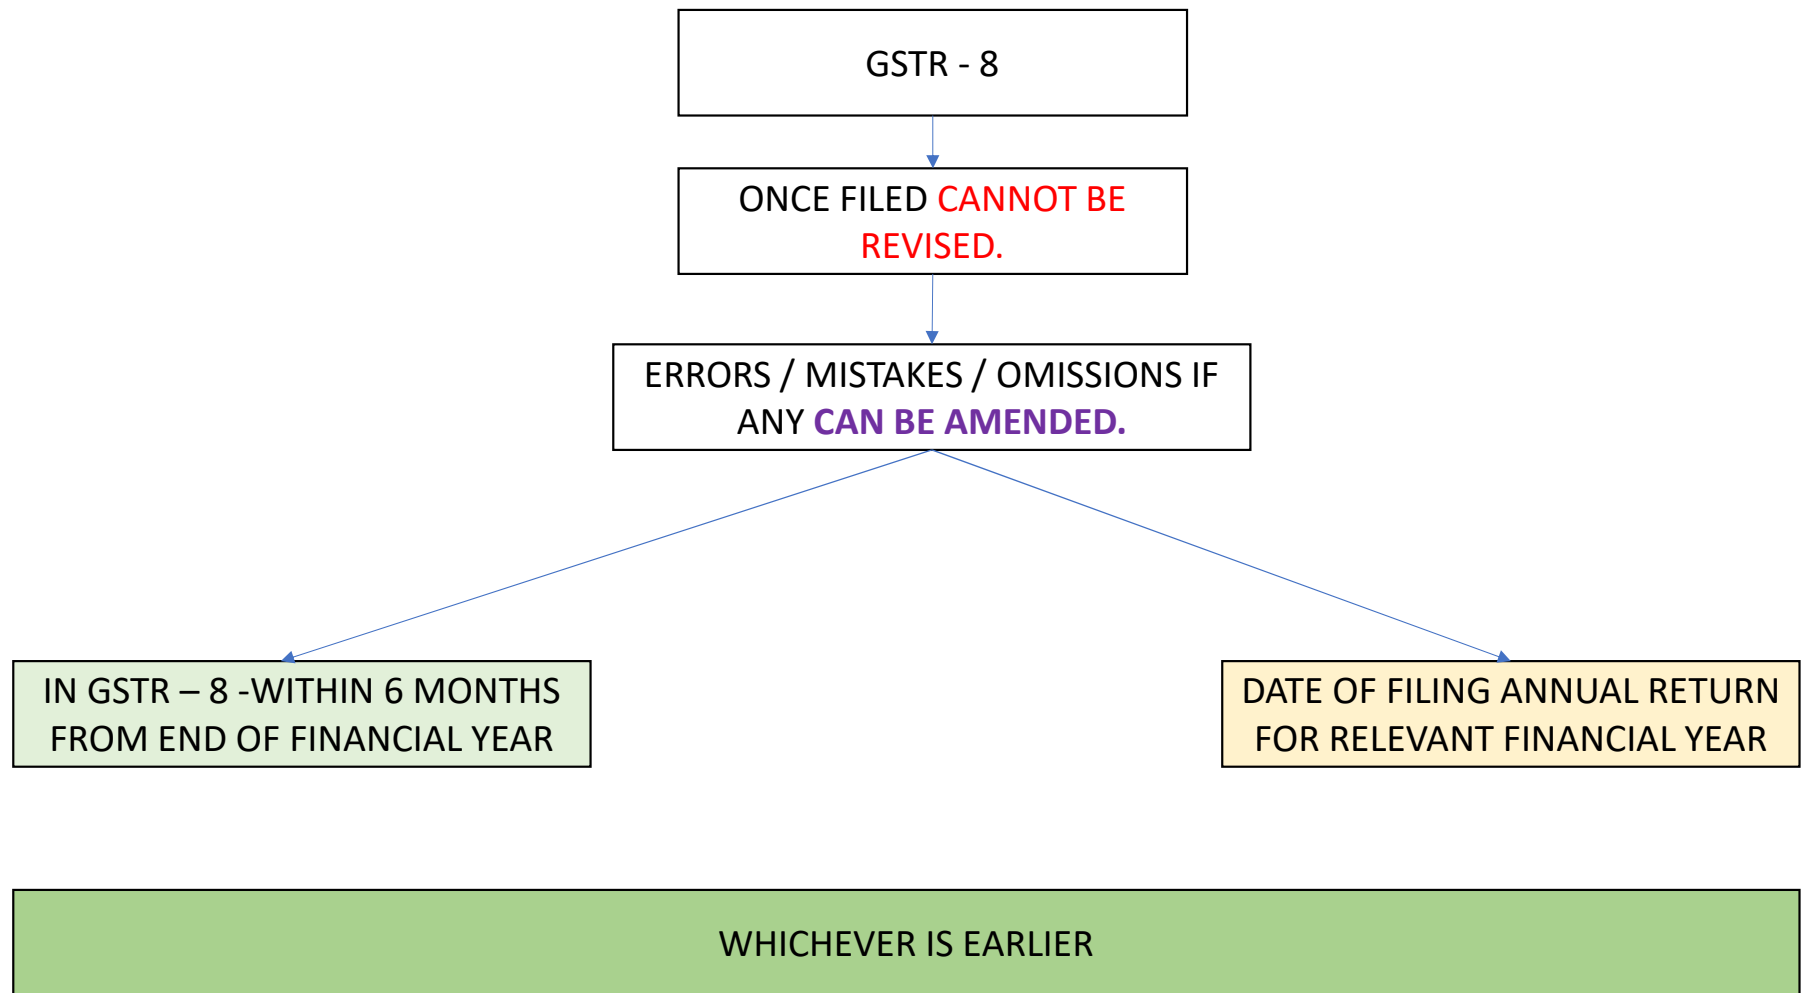 GSTR - 8
ONCE FILED CANNOT BE
REVISED.
ERRORS / MISTAKES / OMISSIONS IF
ANY CAN BE AMENDED.
IN GSTR – 8 -WITHIN 6 MONTHS
FROM END OF FINANCIAL YEAR
DATE OF FILING ANNUAL RETURN
FOR RELEVANT FINANCIAL YEAR
WHICHEVER IS EARLIER